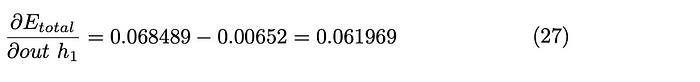 ∂E_total / ∂out h_1 = 0.068489 − 0.00652 = 0.061969 (27)